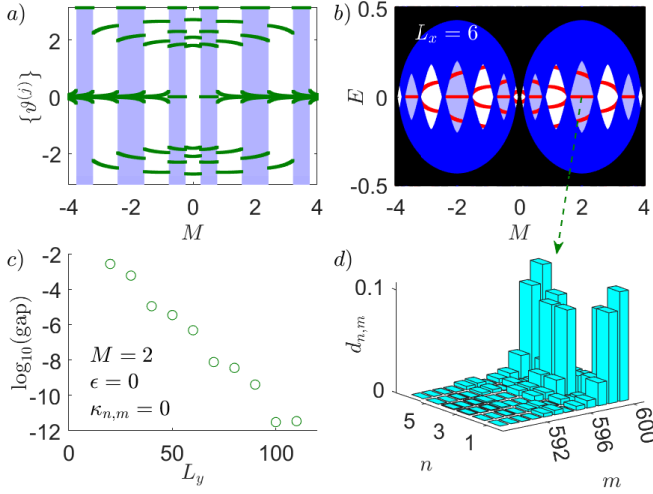 a)
{ϑ^(j)}
2
0
-2
-4 -2 0 2 4
M
b)
E
0.5
0
-0.5
L_x = 6
-4 -2 0 2 4
M
c)
log₁₀(gap)
-2
-4
-6
-8
-10
-12
M = 2
ϵ = 0
κ_{n,m} = 0
0 50 100
L_y
d)
d_{n,m}
0.1
0
5 3 1
n
592 596 600
m